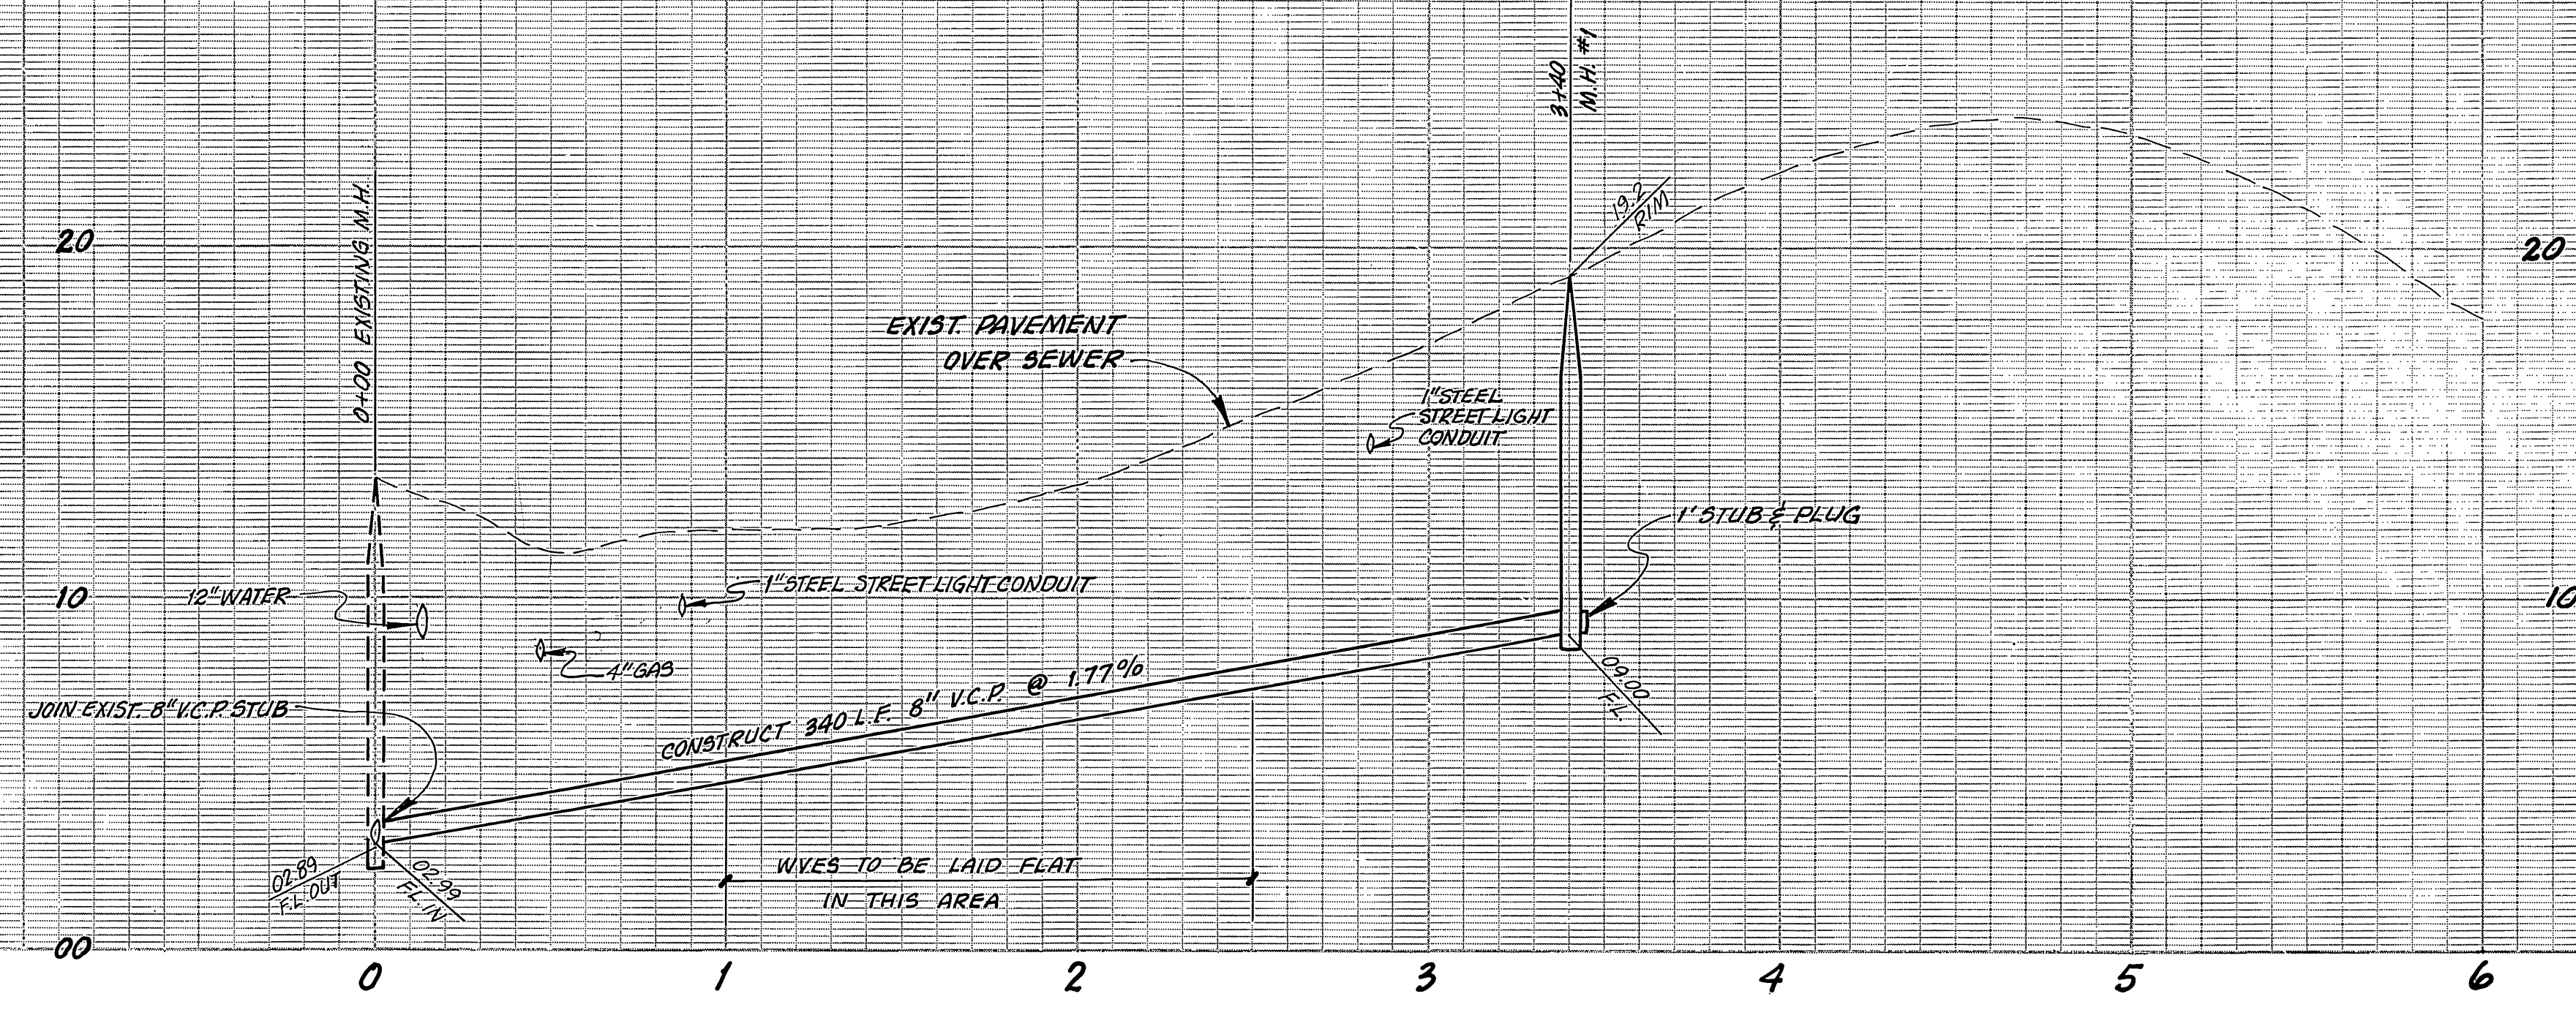 3+40
M.H. #1
0+00 EXISTING M.H.
19.2
RIM
20
20
EXIST. PAVEMENT
OVER SEWER
1" STEEL
STREET LIGHT
CONDUIT
1' STUB & PLUG
12" WATER
10
1" STEEL STREET LIGHT CONDUIT
10
4" GAS
09.00
F.L.
JOIN EXIST. 8" V.C.P. STUB
CONSTRUCT 340 L.F. 8" V.C.P. @ 1.77%
02.89
F.L. OUT
02.99
F.L. IN
WYES TO BE LAID FLAT
IN THIS AREA
00
0 1 2 3 4 5 6